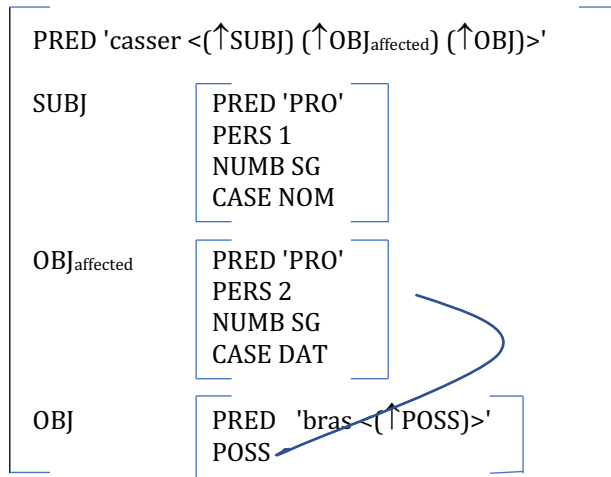 PRED 'casser <(↑SUBJ) (↑OBJaffected) (↑OBJ)>'
SUBJ PRED 'PRO'
PERS 1
NUMB SG
CASE NOM
OBJaffected PRED 'PRO'
PERS 2
NUMB SG
CASE DAT
OBJ PRED 'bras <(↑POSS)>'
POSS